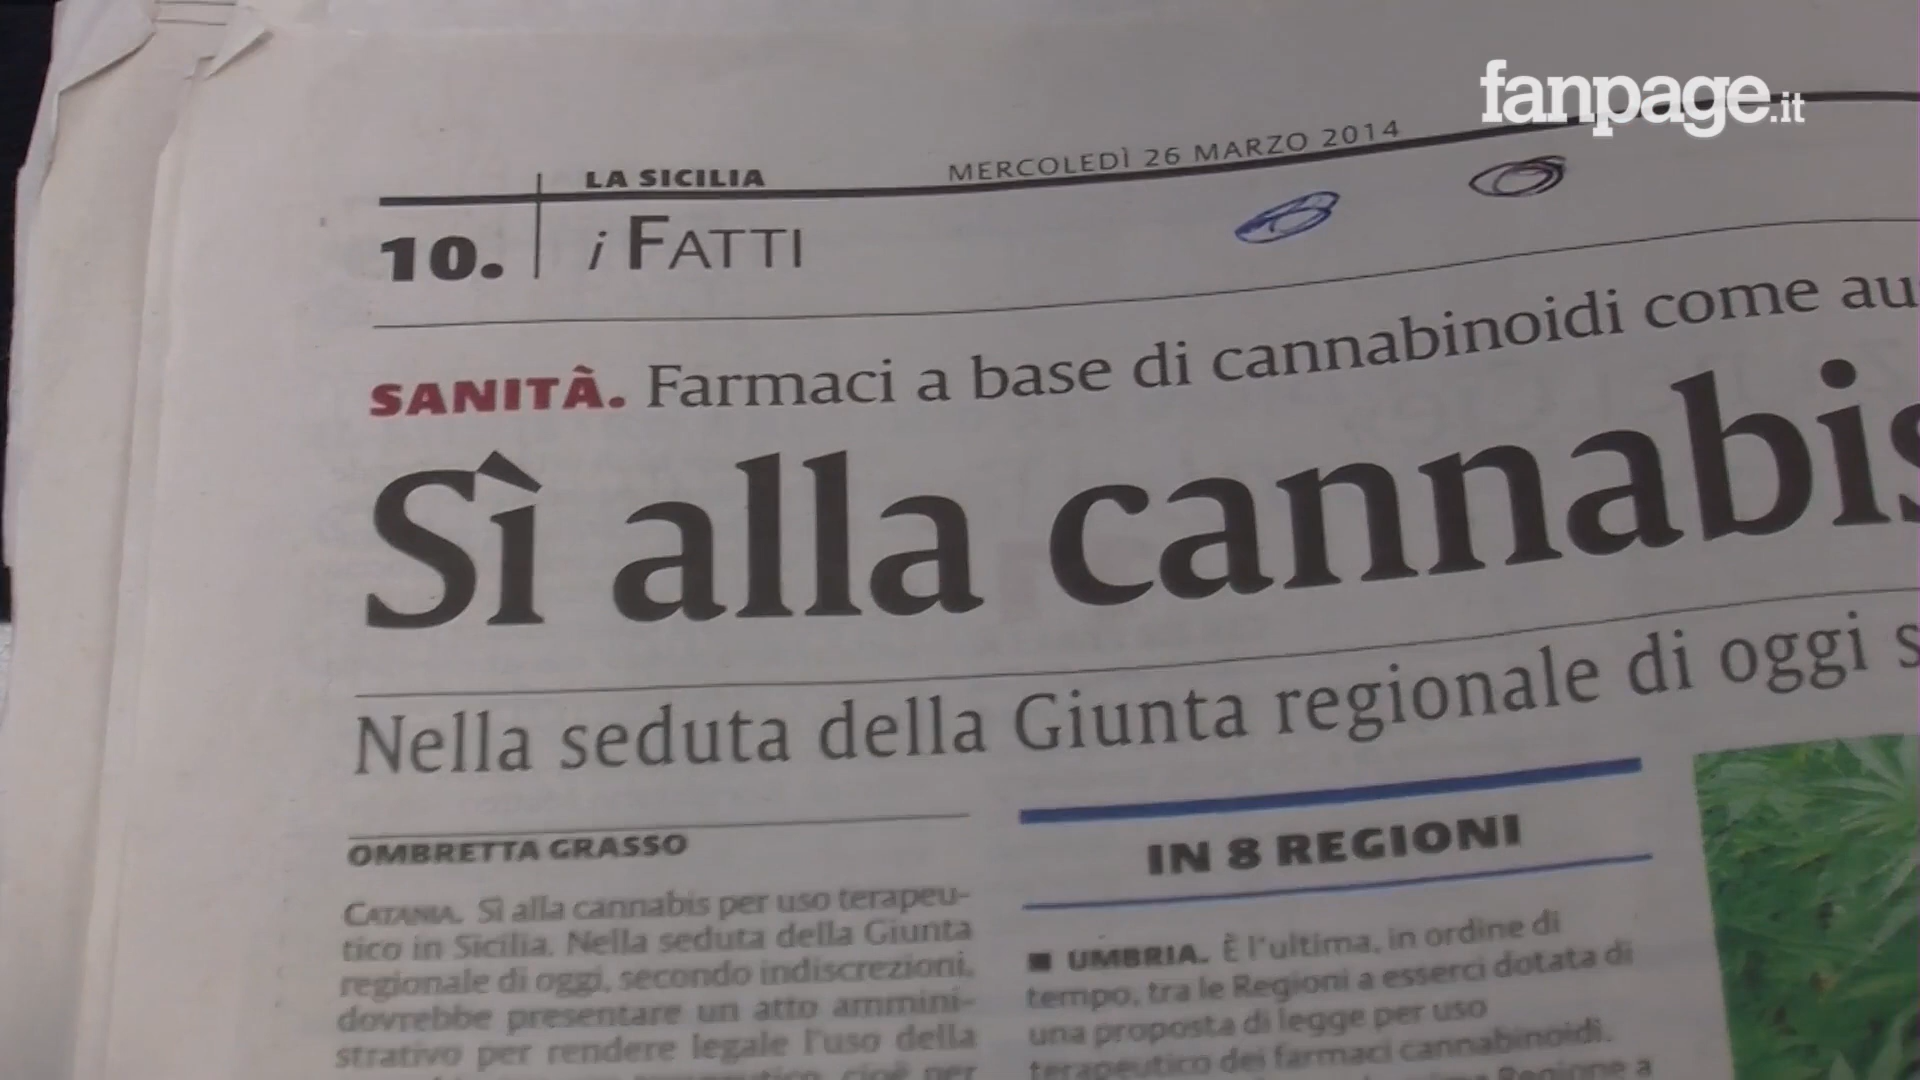 fanpage.it
LA SICILIA
MERCOLEDÌ 26 MARZO 2014
10.
i FATTI
SANITÀ. Farmaci a base di cannabinoidi come au
Sì alla cannabis
Nella seduta della Giunta regionale di oggi s
OMBRETTA GRASSO
CATANIA. Sì alla cannabis per uso terapeu-
tico in Sicilia. Nella seduta della Giunta
regionale di oggi, secondo indiscrezioni,
dovrebbe presentare un atto ammini-
strativo per rendere legale l'uso della
cioè per
IN 8 REGIONI
■ UMBRIA. È l'ultima, in ordine di
tempo, tra le Regioni a esserci dotata di
una proposta di legge per uso
terapeutico dei farmaci cannabinoidi.
Regione a